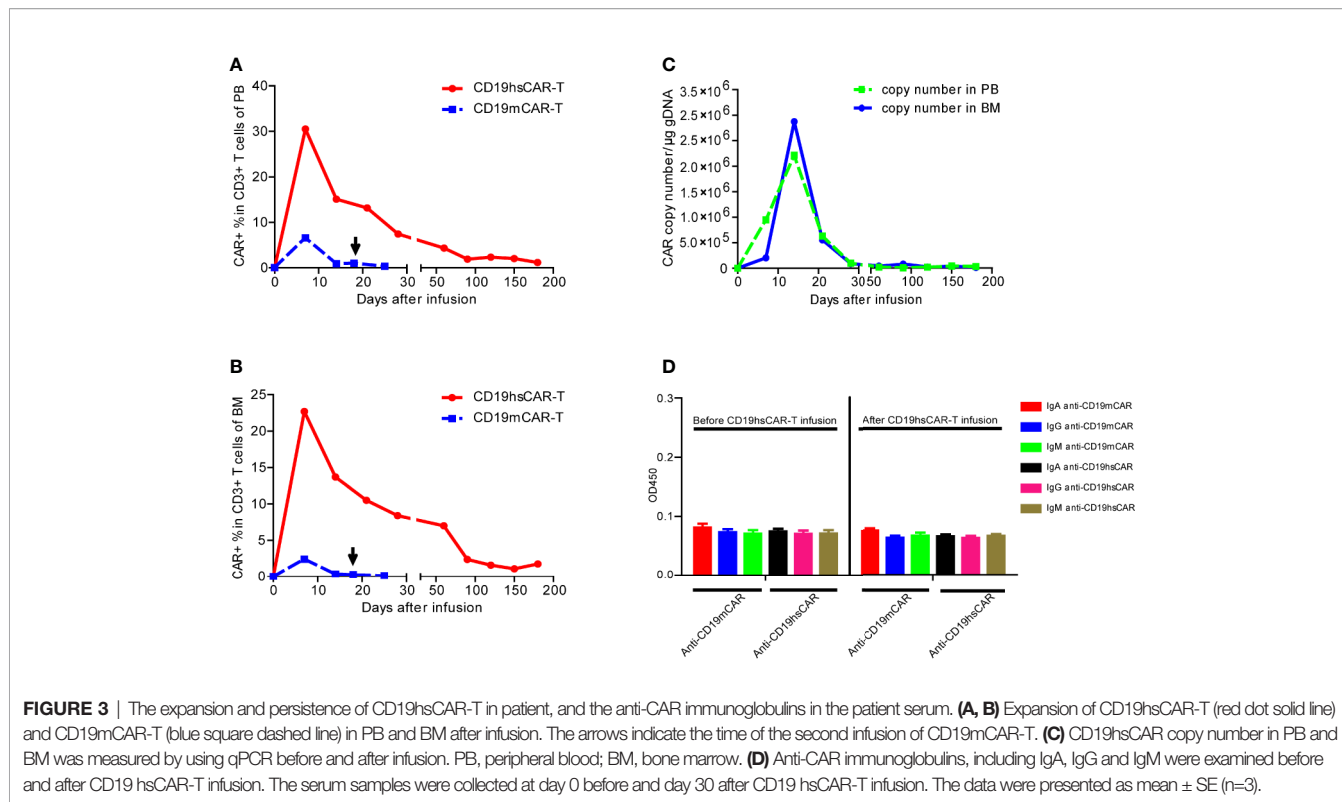 A
CD19hsCAR-T
CD19mCAR-T
CAR+ % in CD3+ T cells of PB
40
30
20
10
0
0 10 20 30 50 100 150 200
Days after infusion
C
copy number in PB
copy number in BM
CAR copy number/μg gDNA
3.5×10⁶
2.5×10⁶
2.5×10⁶
2×10⁶
1.5×10⁶
1×10⁶
5.0×10⁵
0
0 10 20 30 50 100 150 200
Days after infusion
B
CD19hsCAR-T
CD19mCAR-T
CAR+ % in CD3+ T cells of BM
25
20
15
10
5
0
0 10 20 30 50 100 150 200
Days after infusion
D
OD450
0.3
0.2
0.1
0.0
Before CD19hsCAR-T infusion
After CD19hsCAR-T infusion
IgA anti-CD19mCAR
IgG anti-CD19mCAR
IgM anti-CD19mCAR
IgA anti-CD19hsCAR
IgG anti-CD19hsCAR
IgM anti-CD19hsCAR
Anti-CD19mCAR
Anti-CD19hsCAR
Anti-CD19mCAR
Anti-CD19hsCAR
FIGURE 3 | The expansion and persistence of CD19hsCAR-T in patient, and the anti-CAR immunoglobulins in the patient serum. (A, B) Expansion of CD19hsCAR-T (red dot solid line)
and CD19mCAR-T (blue square dashed line) in PB and BM after infusion. The arrows indicate the time of the second infusion of CD19mCAR-T. (C) CD19hsCAR copy number in PB and
BM was measured by using qPCR before and after infusion. PB, peripheral blood; BM, bone marrow. (D) Anti-CAR immunoglobulins, including IgA, IgG and IgM were examined before
and after CD19 hsCAR-T infusion. The serum samples were collected at day 0 before and day 30 after CD19 hsCAR-T infusion. The data were presented as mean ± SE (n=3).